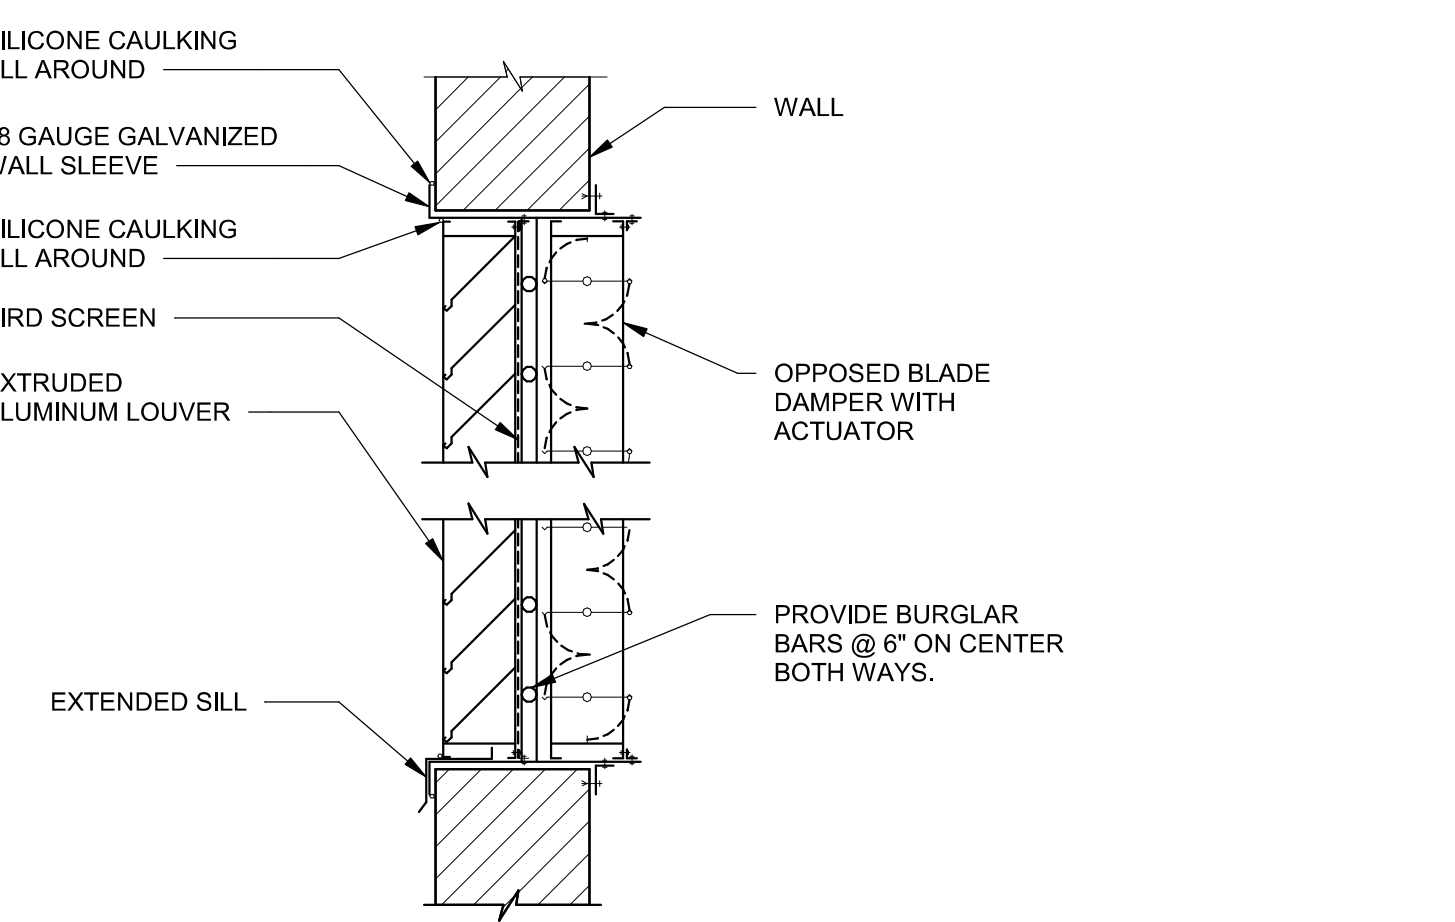 ILICONE CAULKING
LL AROUND
8 GAUGE GALVANIZED
WALL SLEEVE
ILICONE CAULKING
LL AROUND
IRD SCREEN
XTRUDED
LUMINUM LOUVER
EXTENDED SILL
WALL
OPPOSED BLADE
DAMPER WITH
ACTUATOR
PROVIDE BURGLAR
BARS @ 6" ON CENTER
BOTH WAYS.